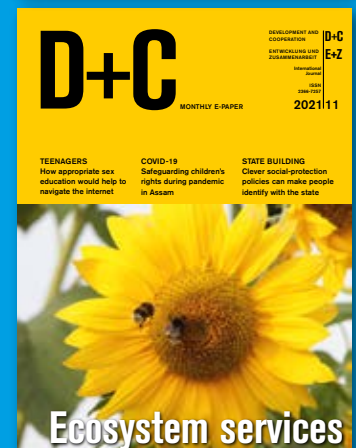 D+C
MONTHLY E-PAPER
DEVELOPMENT AND
COOPERATION
D+C
ENTWICKLUNG UND
ZUSAMMENARBEIT
E+Z
International
Journal
ISSN
2366-7257
2021 11
TEENAGERS
How appropriate sex
education would help to
navigate the internet
COVID-19
Safeguarding children's
rights during pandemic
in Assam
STATE BUILDING
Clever social-protection
policies can make people
identify with the state
Ecosystem services